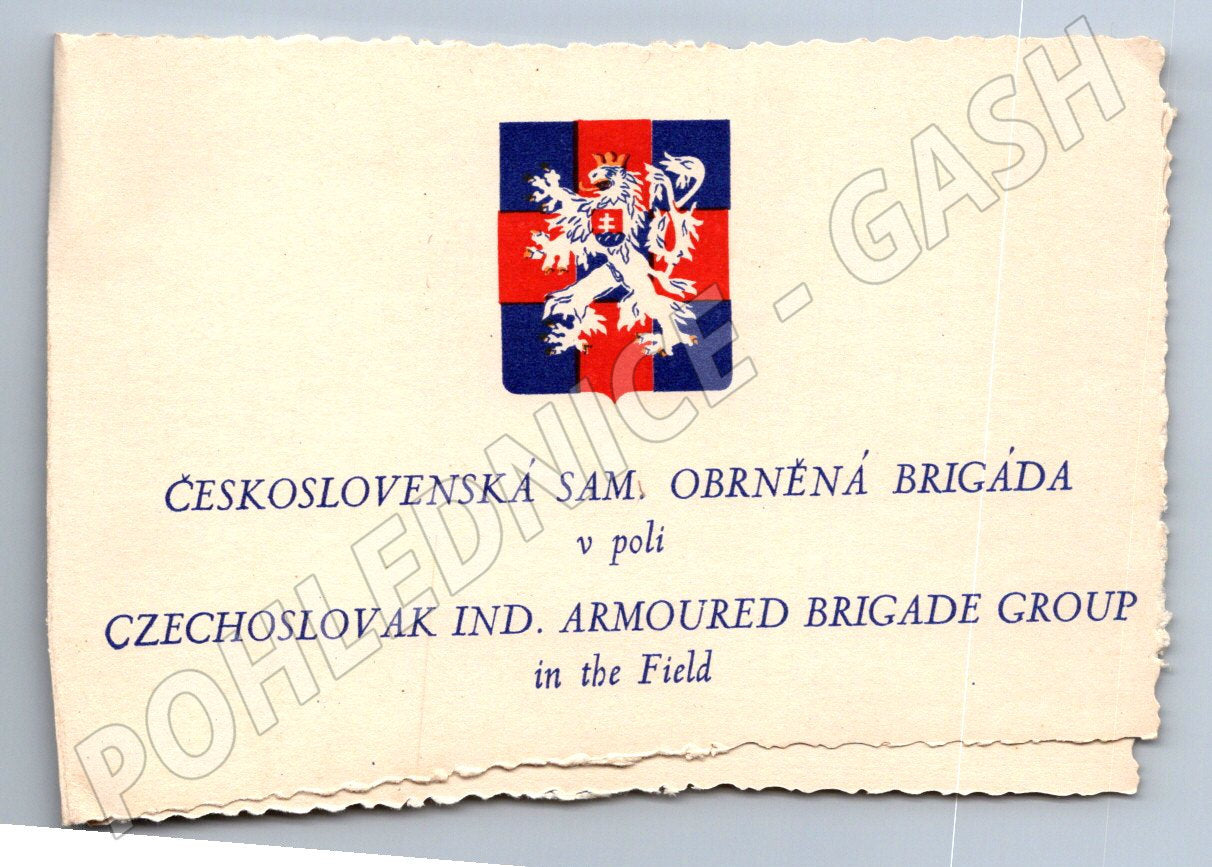 ČESKOSLOVENSKÁ SAM. OBRNĚNÁ BRIGÁDA
v poli
CZECHOSLOVAK IND. ARMOURED BRIGADE GROUP
in the Field
POHLEDNICE - GASH